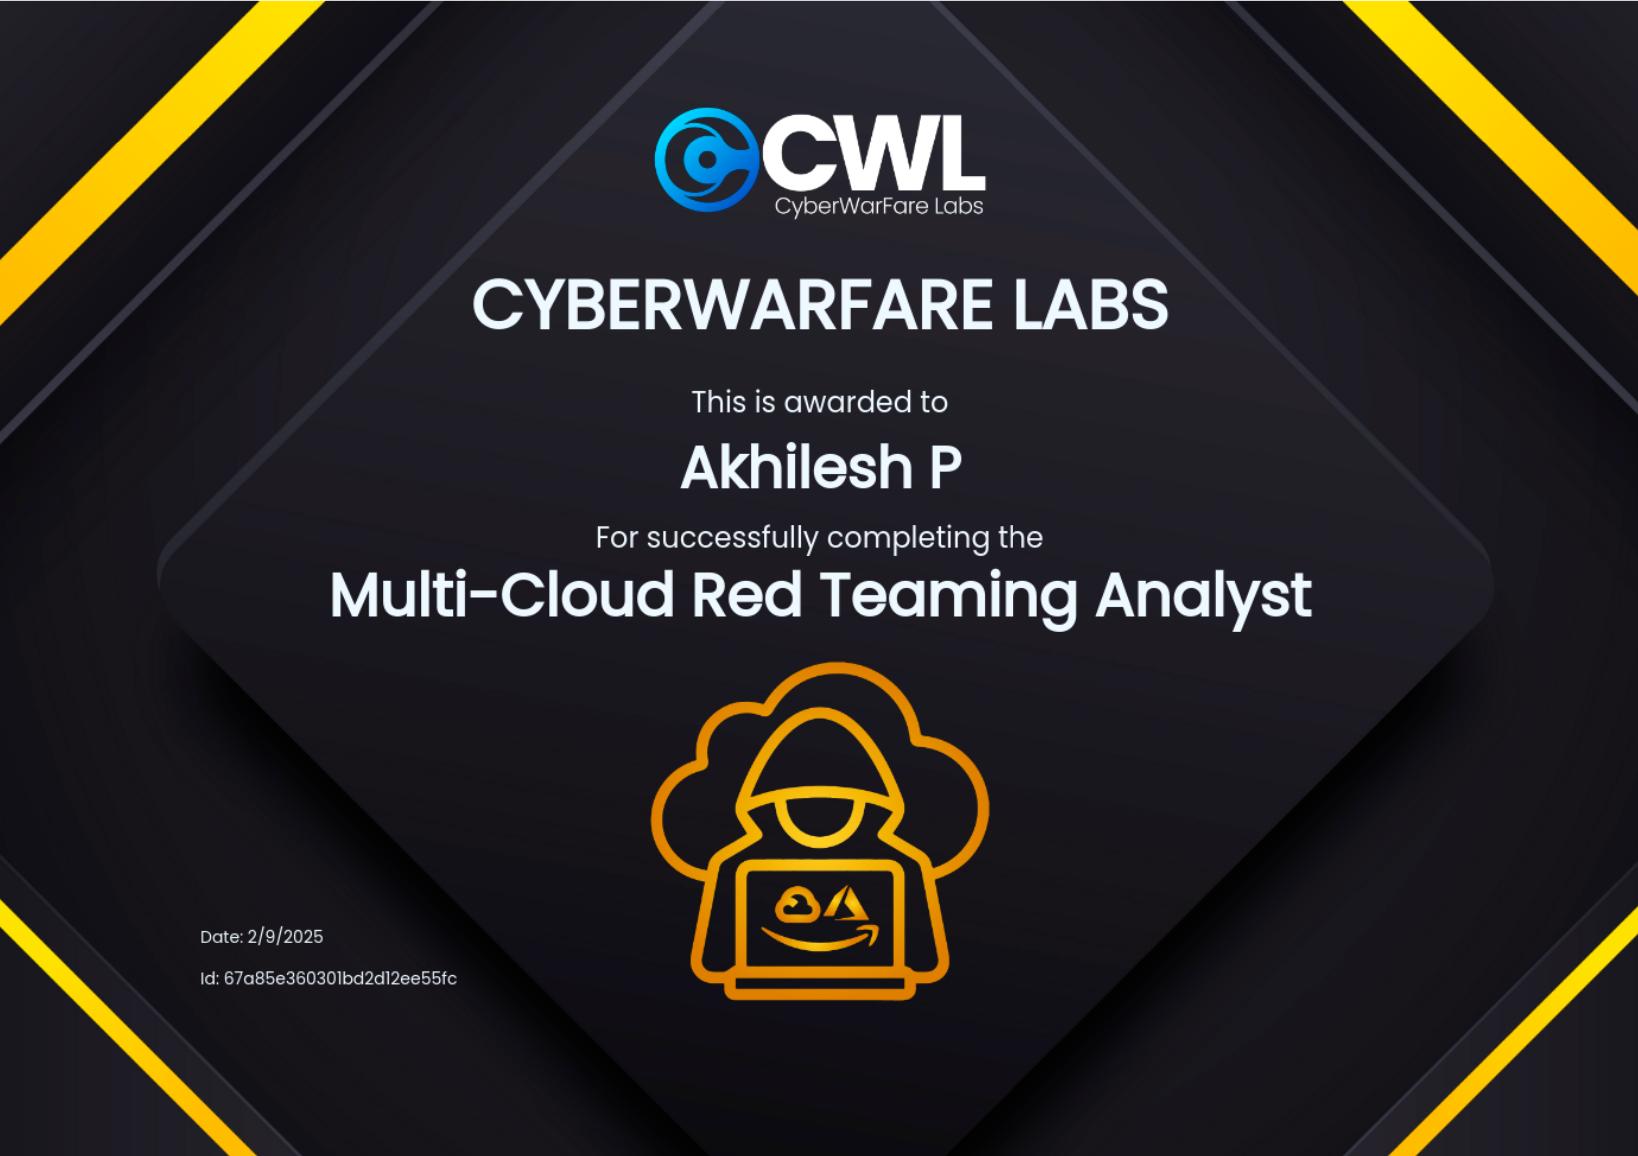 CWL
CyberWarFare Labs
CYBERWARFARE LABS
This is awarded to
Akhilesh P
For successfully completing the
Multi-Cloud Red Teaming Analyst
Date: 2/9/2025
Id: 67a85e360301bd2d12ee55fc